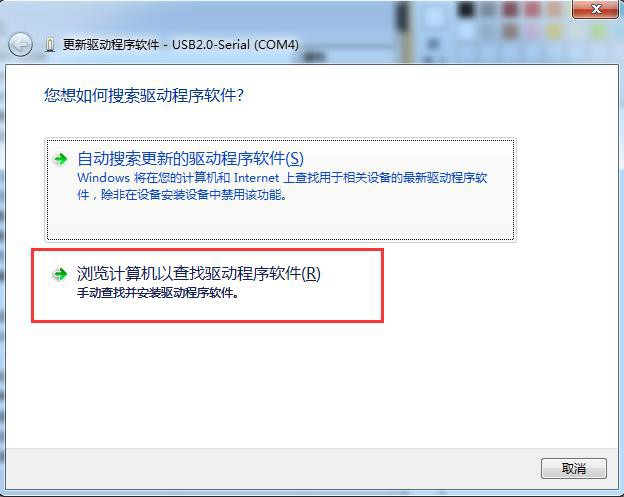 更新驱动程序软件 - USB2.0-Serial (COM4)
您想如何搜索驱动程序软件?
自动搜索更新的驱动程序软件(S)
Windows 将在您的计算机和 Internet 上查找用于相关设备的最新驱动程序软
件，除非在设备安装设备中禁用该功能。
浏览计算机以查找驱动程序软件(R)
手动查找并安装驱动程序软件。
取消